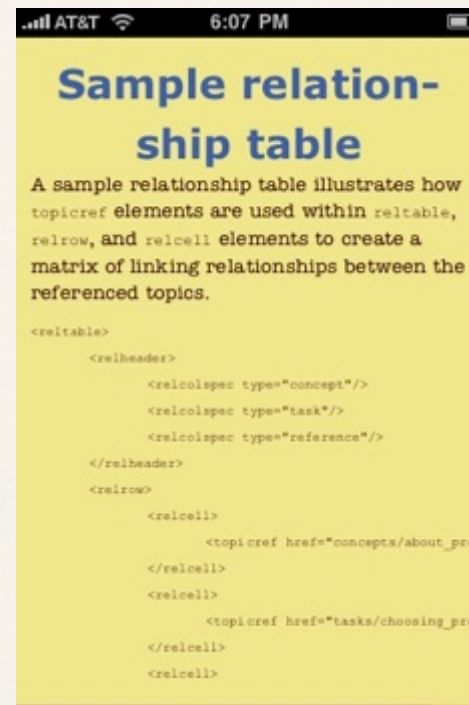 AT&T 6:07 PM
Sample relation-
ship table
A sample relationship table illustrates how
topicref elements are used within reltable,
relrow, and relcell elements to create a
matrix of linking relationships between the
referenced topics.
<reltable>
<relheader>
<relcolspec type="concept"/>
<relcolspec type="task"/>
<relcolspec type="reference"/>
</relheader>
<relrow>
<relcell>
<topicref href="concepts/about_pr
</relcell>
<relcell>
<topicref href="tasks/choosing_pr
</relcell>
<relcell>